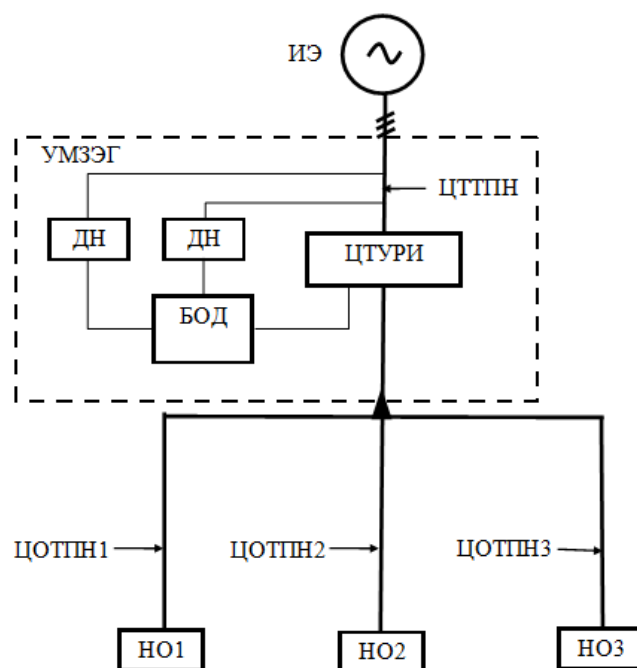 ИЭ
УМЗЭГ
ЦТТПН
ДН
ДН
ЦТУРИ
БОД
ЦОТПН1
ЦОТПН2
ЦОТПН3
НО1
НО2
НО3